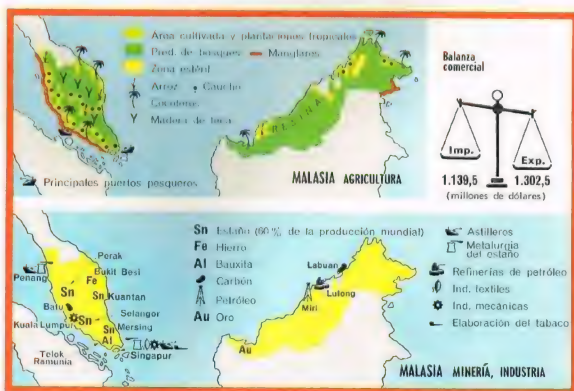 Area cultivada y plantaciones tropicales
Pred. de bosques
Manglares
Zona estéril
Arroz
Caucho
Cocoteros
Madera de teca
Principales puertos pesqueros
RESINA
MALASIA AGRICULTURA
Balanza
comercial
Imp.
Exp.
1.139,5
1.302,5
(millones de dólares)
Sn Estaño (60% de la producción mundial)
Fe Hierro
Al Bauxita
Carbón
Petróleo
Au Oro
Perak
Bukit Besi
Fe
Penang
Sn
Sn
Kuantan
Batu
Selangor
Sn
Sn
Mersing
Kuala Lumpur
Al
Telok
Ramunia
Singapur
Labuan
Lulong
Miri
Au
Astilleros
Metalurgia
del estaño
Refinerías de petróleo
Ind. textiles
Ind. mecánicas
Elaboración del tabaco
MALASIA MINERÍA, INDUSTRIA